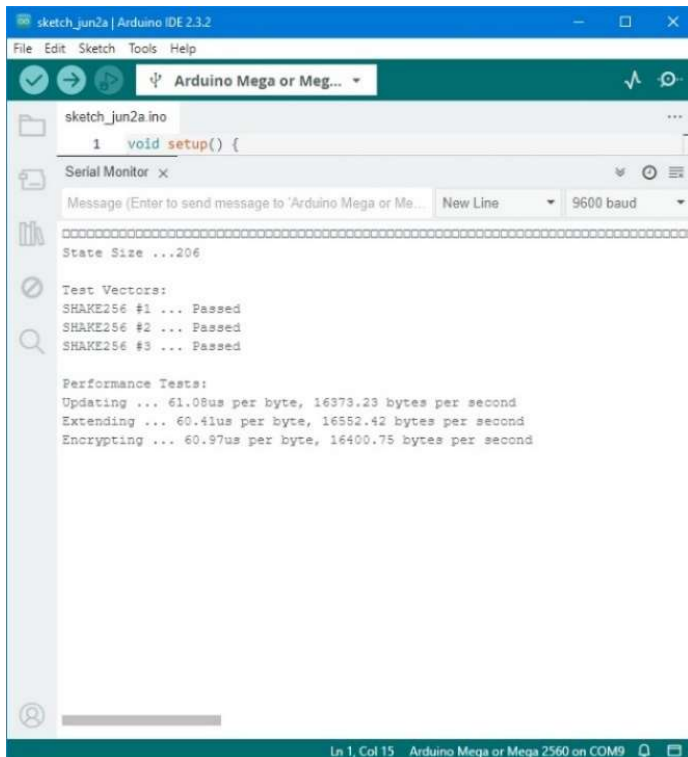 sketch_jun2a | Arduino IDE 2.3.2
File Edit Sketch Tools Help
Arduino Mega or Meg...
sketch_jun2a.ino
...
1 void setup() {
Serial Monitor
Message (Enter to send message to 'Arduino Mega or Me...
New Line
9600 baud
State Size ...206
Test Vectors:
SHAKE256 #1 ... Passed
SHAKE256 #2 ... Passed
SHAKE256 #3 ... Passed
Performance Tests:
Updating ... 61.08us per byte, 16373.23 bytes per second
Extending ... 60.41us per byte, 16552.42 bytes per second
Encrypting ... 60.97us per byte, 16400.75 bytes per second
Ln 1, Col 15 Arduino Mega or Mega 2560 on COM9